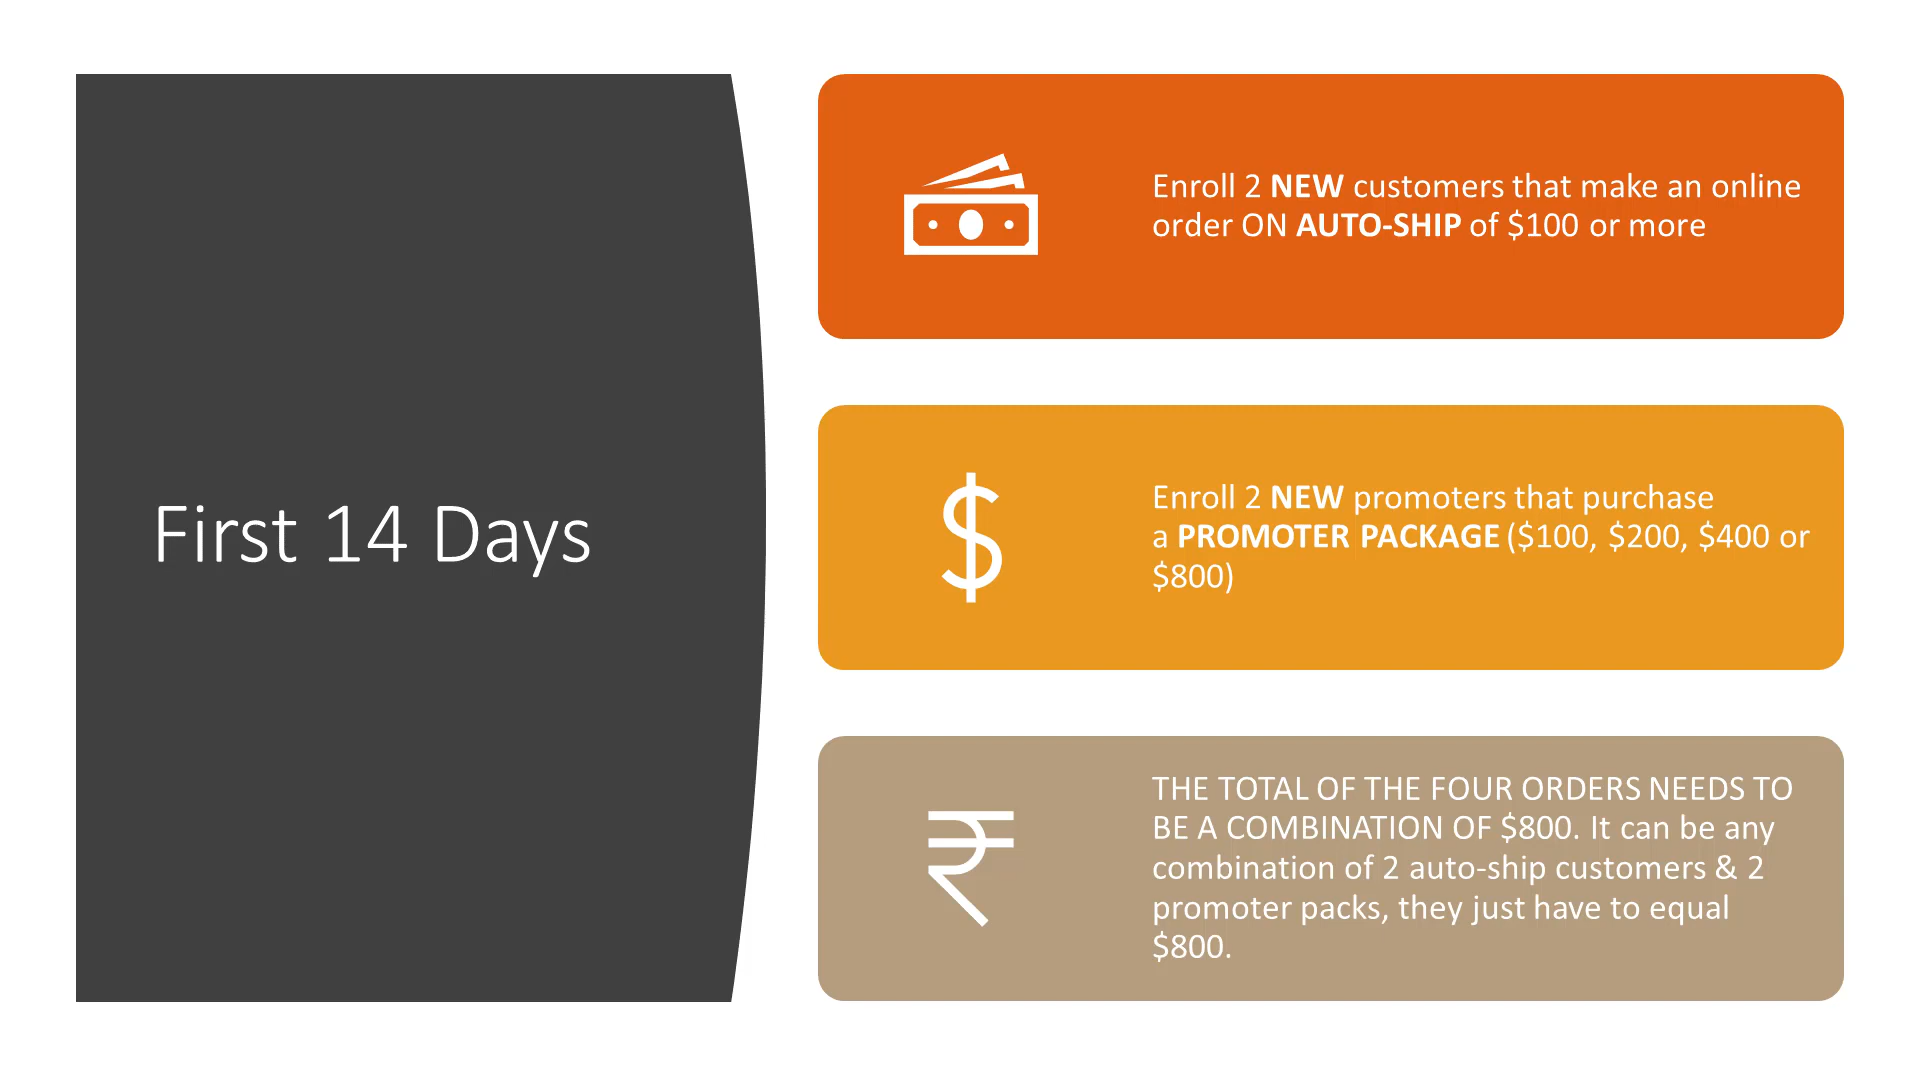 First 14 Days
Enroll 2 NEW customers that make an online
order ON AUTO-SHIP of $100 or more
Enroll 2 NEW promoters that purchase
a PROMOTER PACKAGE ($100, $200, $400 or
$800)
THE TOTAL OF THE FOUR ORDERS NEEDS TO
BE A COMBINATION OF $800. It can be any
combination of 2 auto-ship customers & 2
promoter packs, they just have to equal
$800.